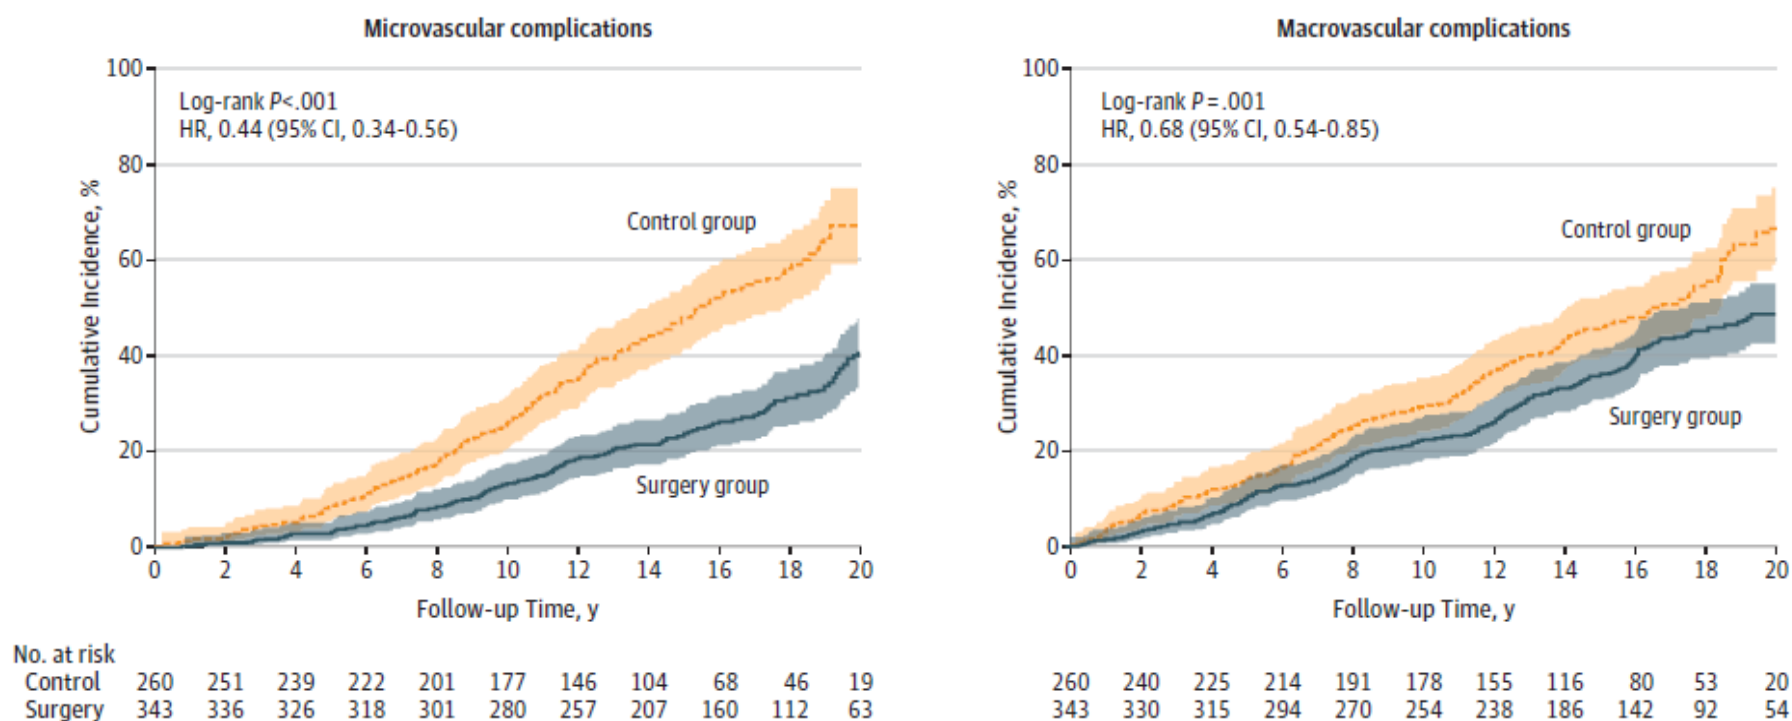 Microvascular complications
100
80
60
40
20
0
Cumulative Incidence, %
Log-rank P<.001
HR, 0.44 (95% CI, 0.34-0.56)
Control group
Surgery group
0 2 4 6 8 10 12 14 16 18 20
Follow-up Time, y
No. at risk
Control 260 251 239 222 201 177 146 104 68 46 19
Surgery 343 336 326 318 301 280 257 207 160 112 63
Macrovascular complications
100
80
60
40
20
0
Cumulative Incidence, %
Log-rank P=.001
HR, 0.68 (95% CI, 0.54-0.85)
Control group
Surgery group
0 2 4 6 8 10 12 14 16 18 20
Follow-up Time, y
260 240 225 214 191 178 155 116 80 53 20
343 330 315 294 270 254 238 186 142 92 54